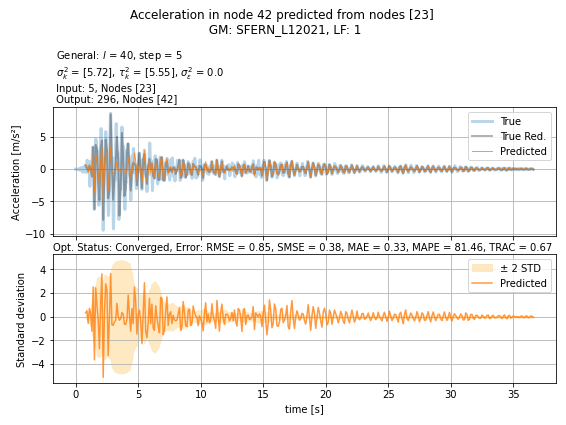 Acceleration in node 42 predicted from nodes [23]
GM: SFERN_L12021, LF: 1
General: l = 40, step = 5
σ²ₖ = [5.72], τ²ₖ = [5.55], σ²ε = 0.0
Input: 5, Nodes [23]
Output: 296, Nodes [42]
True
True Red.
Predicted
Acceleration [m/s²]
5
0
−5
−10
Opt. Status: Converged, Error: RMSE = 0.85, SMSE = 0.38, MAE = 0.33, MAPE = 81.46, TRAC = 0.67
± 2 STD
Predicted
Standard deviation
4
2
0
−2
−4
0 5 10 15 20 25 30 35
time [s]